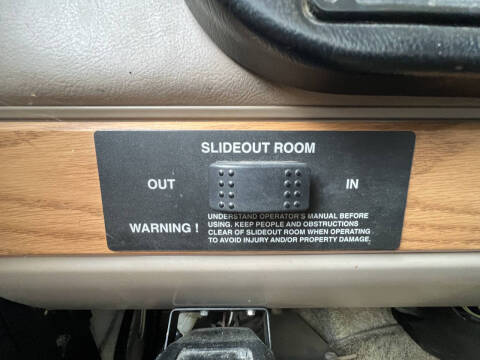 SLIDEOUT ROOM
OUT
IN
WARNING !
UNDERSTAND OPERATOR'S MANUAL BEFORE
USING. KEEP PEOPLE AND OBSTRUCTIONS
CLEAR OF SLIDEOUT ROOM WHEN OPERATING
TO AVOID INJURY AND/OR PROPERTY DAMAGE.